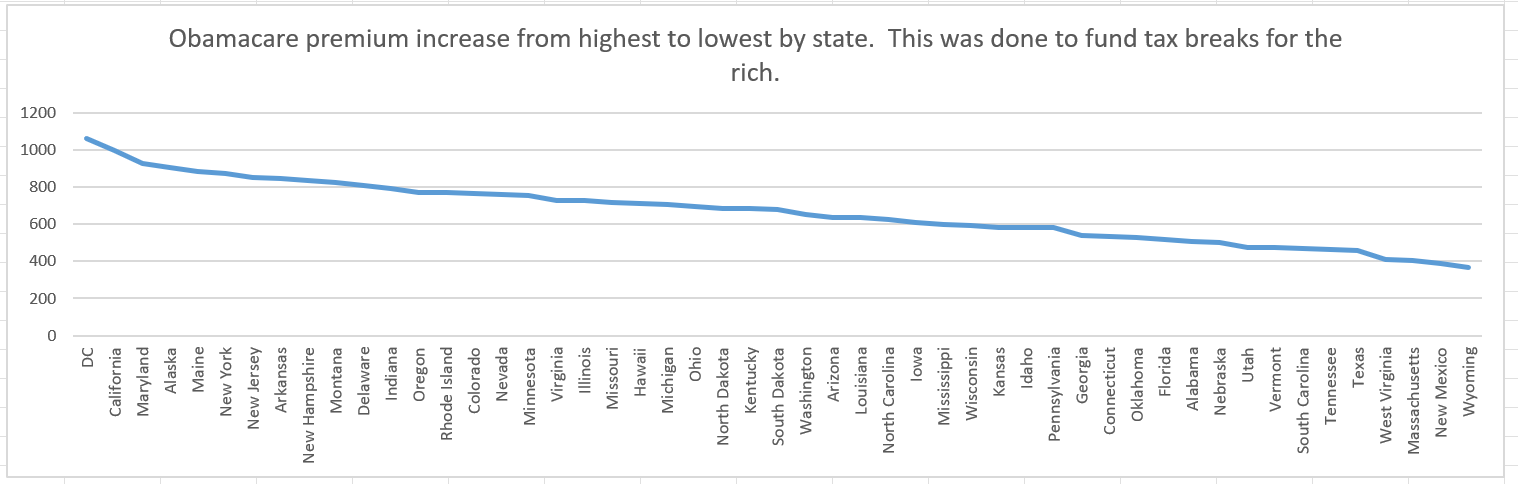 Obamacare premium increase from highest to lowest by state.  This was done to fund tax breaks for the
rich.
1200
1000
800
600
400
200
0
DC
California
Maryland
Alaska
Maine
New York
New Jersey
Arkansas
New Hampshire
Montana
Delaware
Indiana
Oregon
Rhode Island
Colorado
Nevada
Minnesota
Virginia
Illinois
Missouri
Hawaii
Michigan
Ohio
North Dakota
Kentucky
South Dakota
Washington
Arizona
Louisiana
North Carolina
Iowa
Mississippi
Wisconsin
Kansas
Idaho
Pennsylvania
Georgia
Connecticut
Oklahoma
Florida
Alabama
Nebraska
Utah
Vermont
South Carolina
Tennessee
Texas
West Virginia
Massachusetts
New Mexico
Wyoming